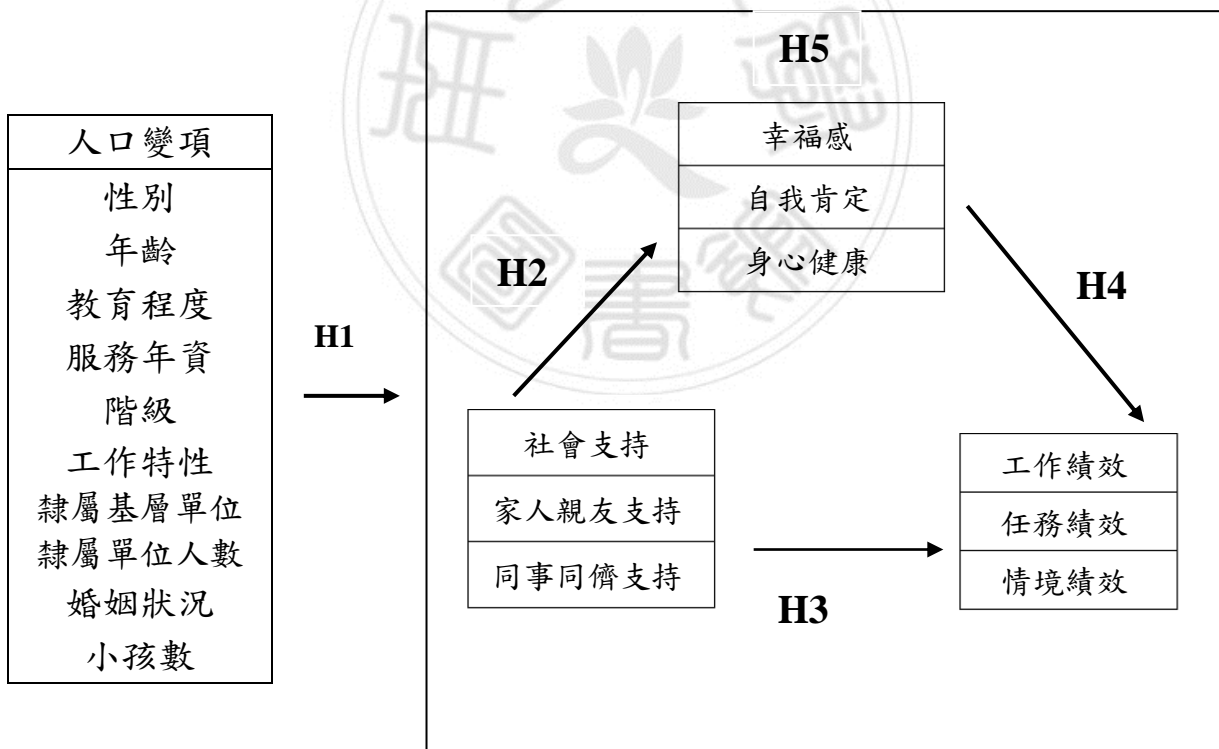 人口變項
性別
年齡
教育程度
服務年資
階級
工作特性
隸屬基層單位
隸屬單位人數
婚姻狀況
小孩數
H1
H5
幸福感
自我肯定
身心健康
H2
H4
社會支持
家人親友支持
同事同儕支持
H3
工作績效
任務績效
情境績效